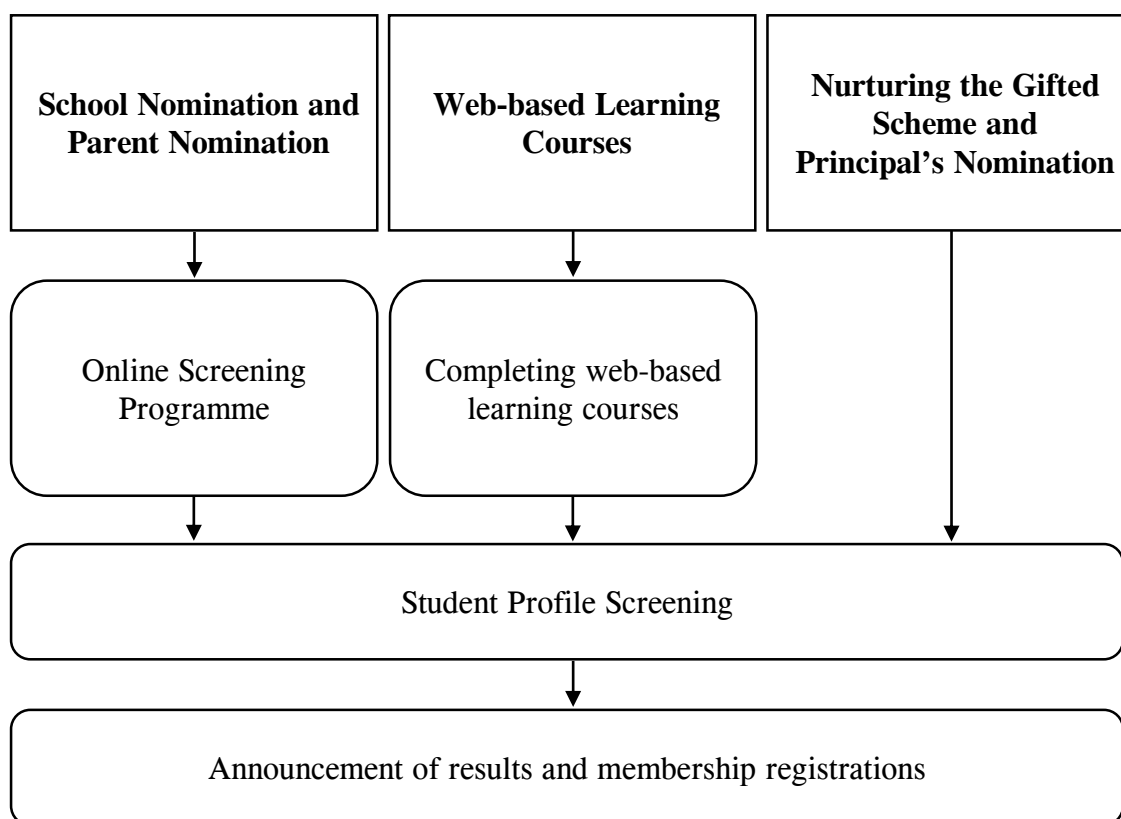 School Nomination and
Parent Nomination
Web-based Learning
Courses
Nurturing the Gifted
Scheme and
Principal’s Nomination
Online Screening
Programme
Completing web-based
learning courses
Student Profile Screening
Announcement of results and membership registrations